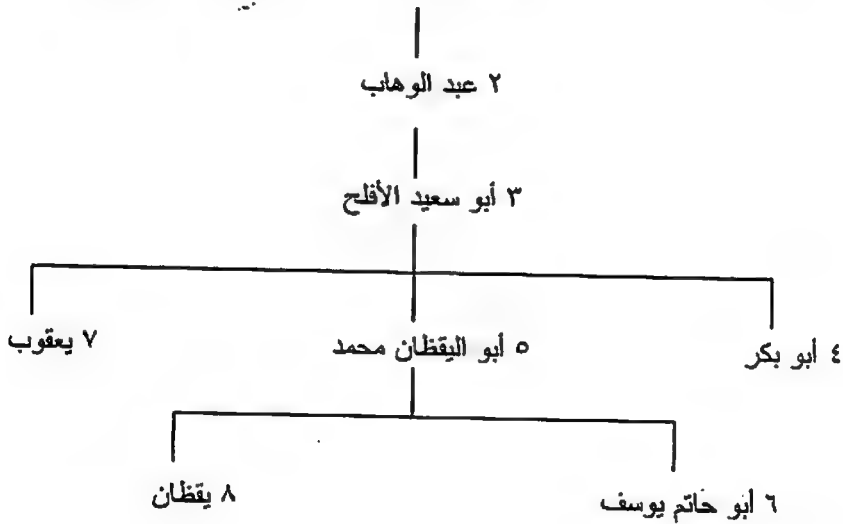 ٢ عبد الوهاب
٣ أبو سعيد الأفلح
٤ أبو بكر
٥ أبو اليقظان محمد
٧ يعقوب
٦ أبو حاتم يوسف
٨ يقظان